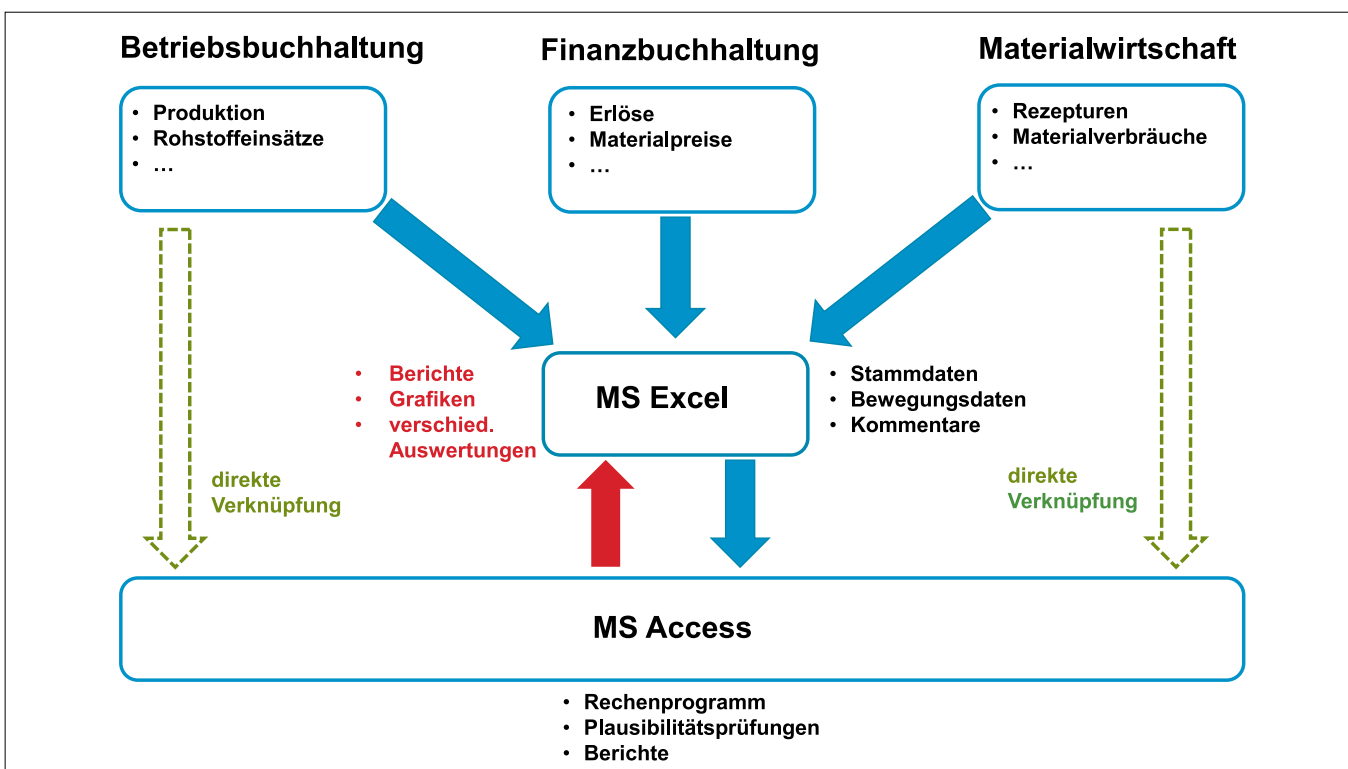 Betriebsbuchhaltung
• Produktion
• Rohstoffeinsätze
• ...
Finanzbuchhaltung
• Erlöse
• Materialpreise
• ...
Materialwirtschaft
• Rezepturen
• Materialverbräuche
• ...
• Berichte
• Grafiken
• verschied.
Auswertungen
MS Excel
• Stammdaten
• Bewegungsdaten
• Kommentare
direkte
Verknüpfung
direkte
Verknüpfung
MS Access
• Rechenprogramm
• Plausibilitätsprüfungen
• Berichte